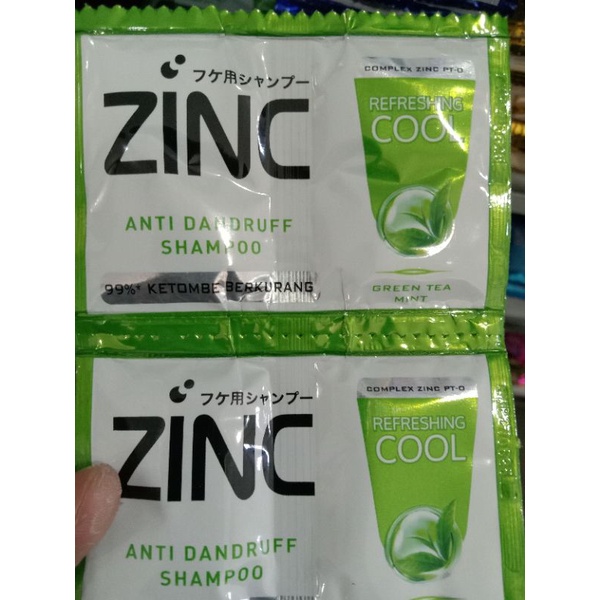 フケ用シャンプー
ZINC
ANTI DANDRUFF
SHAMPOO
99%* KETOMBE BERKURANG
COMPLEX ZINC PT-O
REFRESHING
COOL
GREEN TEA
MINT
フケ用シャンプー
ZINC
ANTI DANDRUFF
SHAMPOO
COMPLEX ZINC PT-O
REFRESHING
COOL